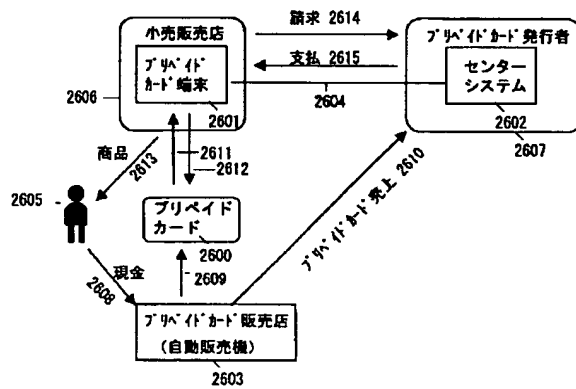 小売販売店
請求 2614
プリペイドカード発行者
プリペイド
カード端末
支払 2615
センター
システム
2606
2601
2604
2602
2607
商品
2613
2611
2612
プリペイドカード売上 2610
2605
プリペイド
カード
2600
現金
2608
2609
プリペイドカード販売店
(自動販売機)
2603